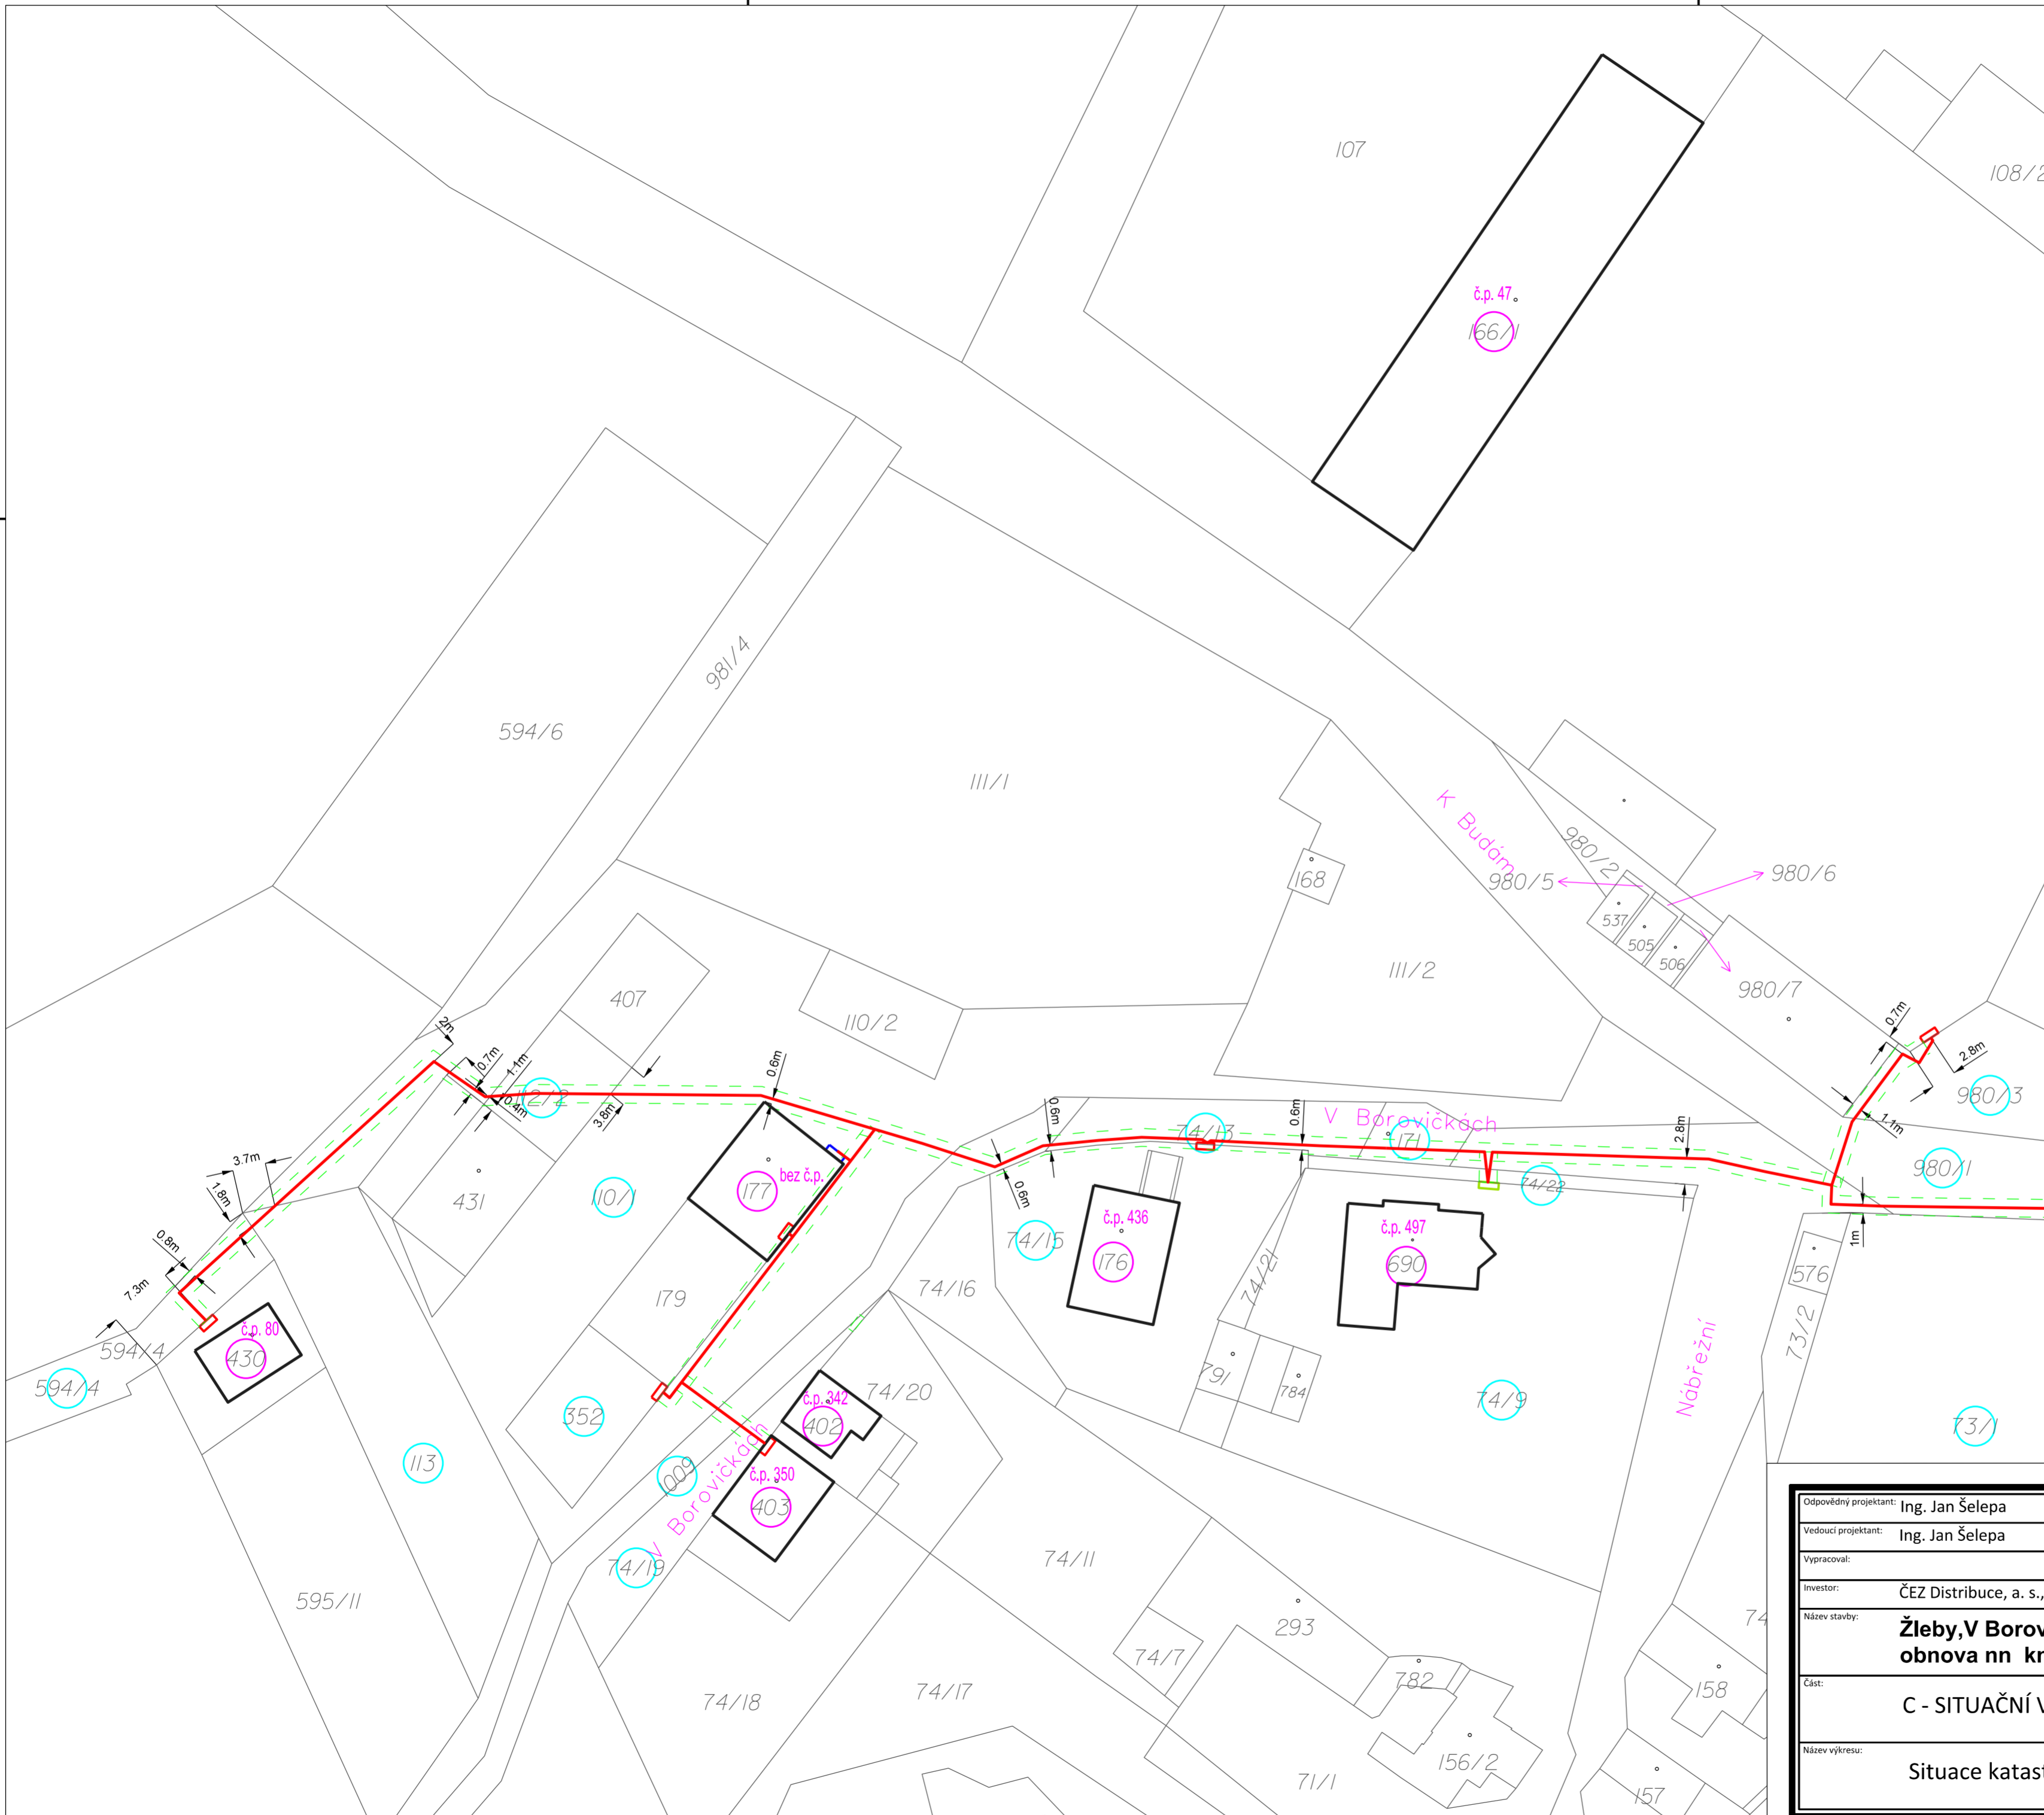 107
108/2
č.p. 47
166/1
594/6
981/4
111/1
K Budám
980/2
980/5
980/6
168
537
505
506
111/2
980/7
407
110/2
2m
0.7m
1.1m
0.4m
3.8m
112/2
0.6m
0.6m
0.6m
0.6m
V Borovičkách
74/13
171
2.8m
0.7m
2.8m
980/3
1.1m
980/1
3.7m
1.8m
0.8m
7.3m
431
110/1
177
bez č.p.
74/15
č.p. 436
176
74/22
č.p. 497
690
1m
576
73/2
74/21
74/16
179
č.p. 80
430
594/4
594/4
74/20
č.p. 342
402
352
791
784
74/9
Nábřežní
73/1
113
1009
V Borovičkách
č.p. 350
403
74/19
74/11
595/11
293
74/7
782
74/18
74/17
158
156/2
71/1
157
74
Odpovědný projektant: Ing. Jan Šelepa
Vedoucí projektant: Ing. Jan Šelepa
Vypracoval:
Investor: ČEZ Distribuce, a. s.,
Název stavby: Žleby,V Borov
obnova nn kn
Část:
C - SITUAČNÍ V
Název výkresu:
Situace katast